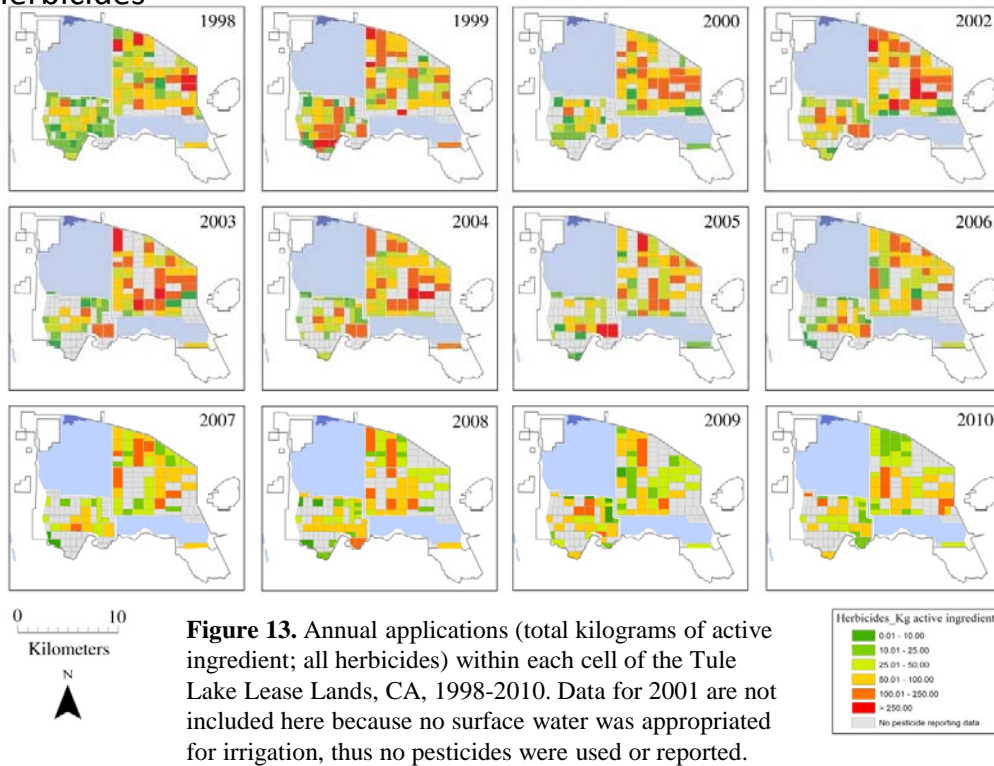 Herbicides
1998
1999
2000
2002
2003
2004
2005
2006
2007
2008
2009
2010
0 10
Kilometers
N
Figure 13. Annual applications (total kilograms of active
ingredient; all herbicides) within each cell of the Tule
Lake Lease Lands, CA, 1998-2010. Data for 2001 are not
included here because no surface water was appropriated
for irrigation, thus no pesticides were used or reported.
Herbicides_Kg active ingredient
0.01 - 10.00
10.01 - 25.00
25.01 - 50.00
50.01 - 100.00
100.01 - 250.00
> 250.00
No pesticide reporting data